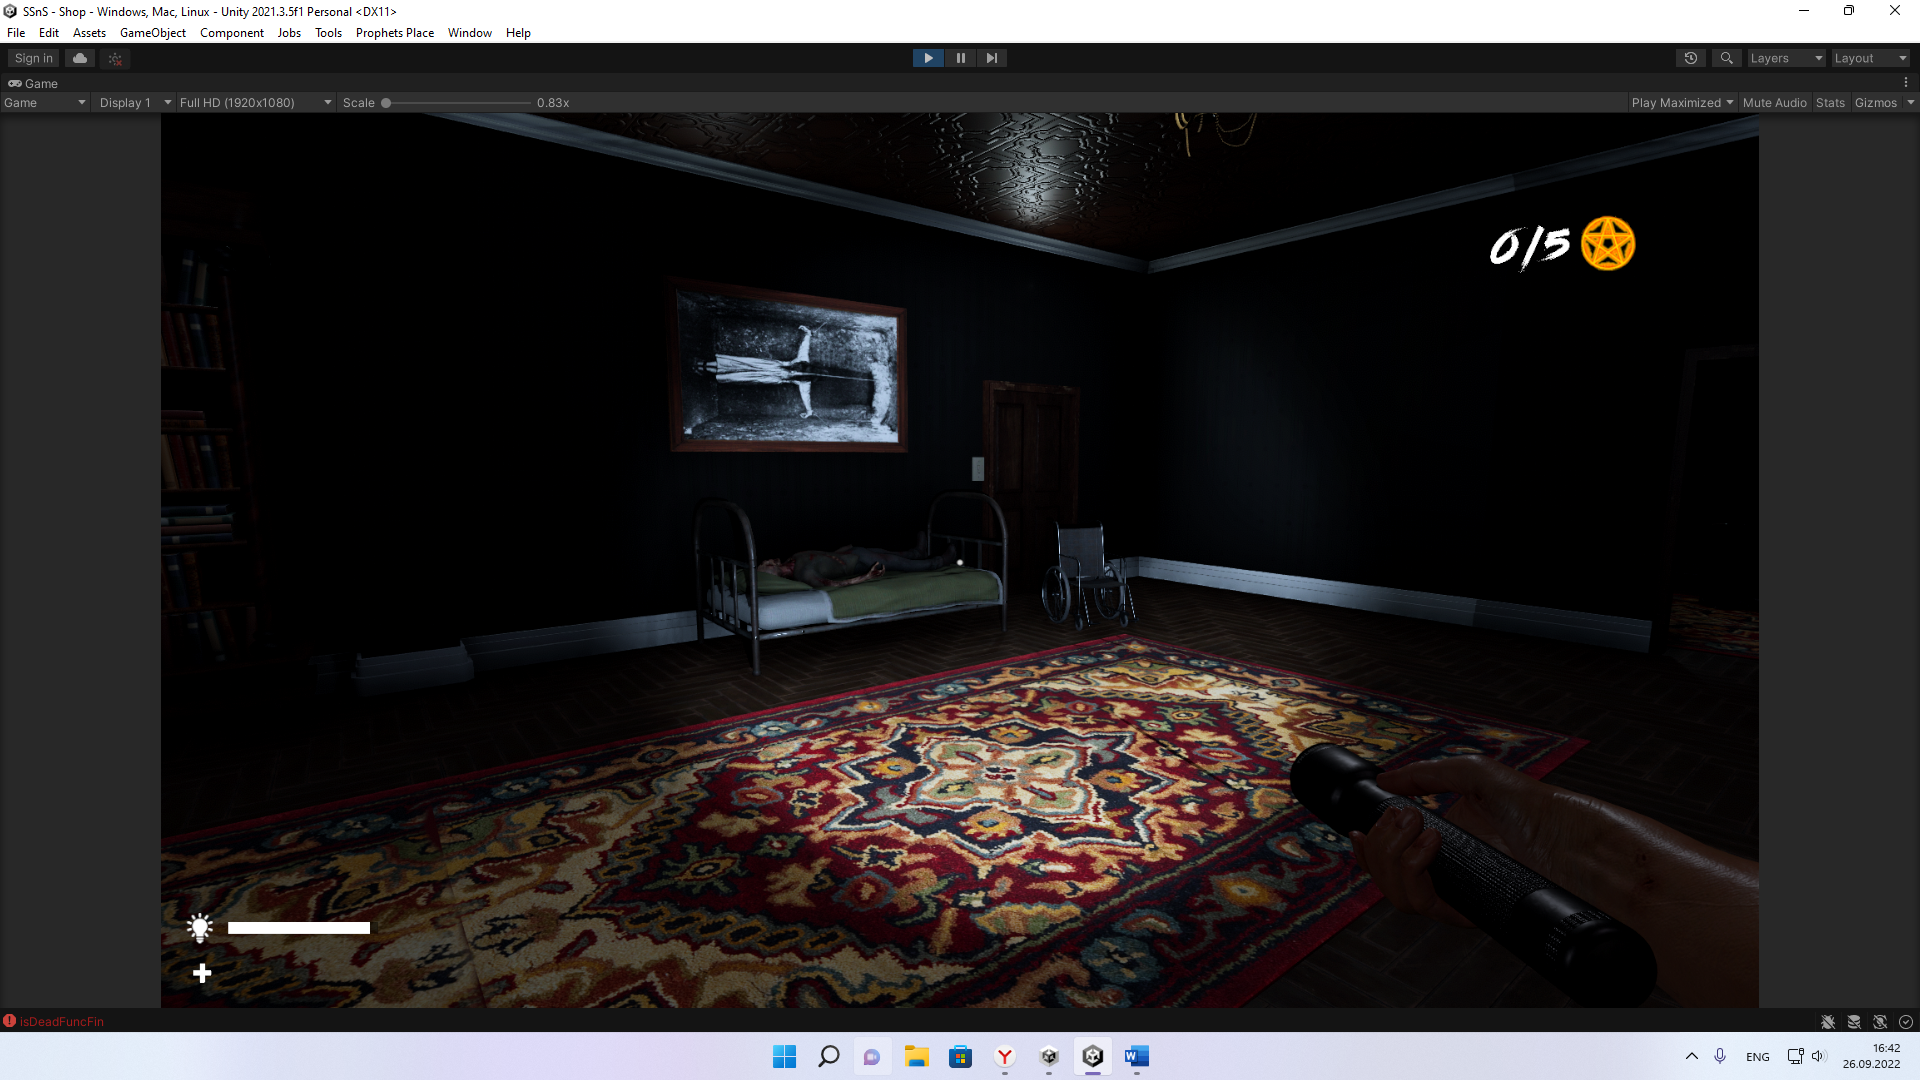 SSnS - Shop - Windows, Mac, Linux - Unity 2021.3.5f1 Personal <DX11>
File Edit Assets GameObject Component Jobs Tools Prophets Place Window Help
Sign in Layers Layout
Game
Game Display 1 Full HD (1920x1080) Scale 0.83x Play Maximized Mute Audio Stats Gizmos
0/5
isDeadFuncFin
ENG
16:42
26.09.2022